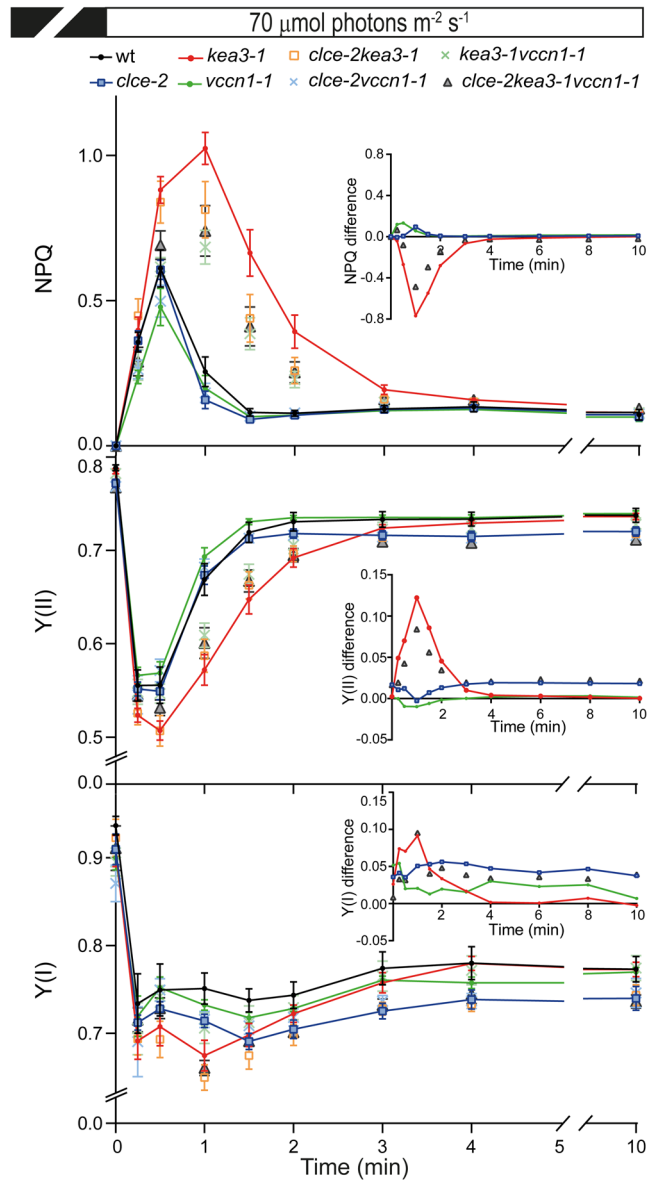 70 μmol photons m⁻² s⁻¹
wt kea3-1 clce-2kea3-1 kea3-1vccn1-1
clce-2 vccn1-1 clce-2vccn1-1 clce-2kea3-1vccn1-1
NPQ
1.0
0.5
0.0
NPQ difference
0.8
0.4
0.0
-0.4
-0.8
2 4 6 8 10
Time (min)
Y(II)
0.8
0.7
0.6
0.5
0.0
Y(II) difference
0.15
0.10
0.05
0.00
-0.05
2 4 6 8 10
Time (min)
Y(I)
0.9
0.8
0.7
0.0
Y(I) difference
0.15
0.10
0.05
0.00
-0.05
2 4 6 8 10
Time (min)
0 1 2 3 4 5 10
Time (min)